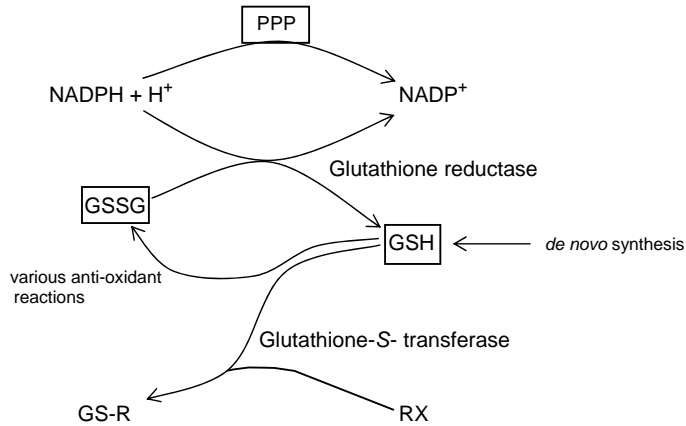 PPP
NADPH + H⁺
NADP⁺
Glutathione reductase
GSSG
GSH
de novo synthesis
various anti-oxidant
reactions
Glutathione-S- transferase
GS-R
RX